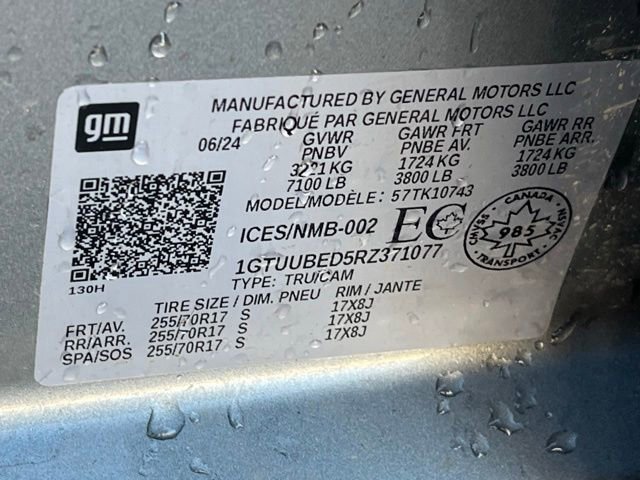 gm
MANUFACTURED BY GENERAL MOTORS LLC
FABRIQUÉ PAR GENERAL MOTORS LLC
06/24 GVWR GAWR FRT GAWR RR
PNBV PNBE AV. PNBE ARR.
3221 KG 1724 KG 1724 KG
7100 LB 3800 LB 3800 LB
MODEL/MODÈLE: 57TK10743
ICES/NMB-002 EC
CANADA
CMVSS NSVAC
985
TRANSPORT
1GTUUBED5RZ371077
TYPE: TRU/CAM
130H
TIRE SIZE / DIM. PNEU RIM / JANTE
FRT/AV. 255/70R17 S 17X8J
RR/ARR. 255/70R17 S 17X8J
SPA/SOS 255/70R17 S 17X8J